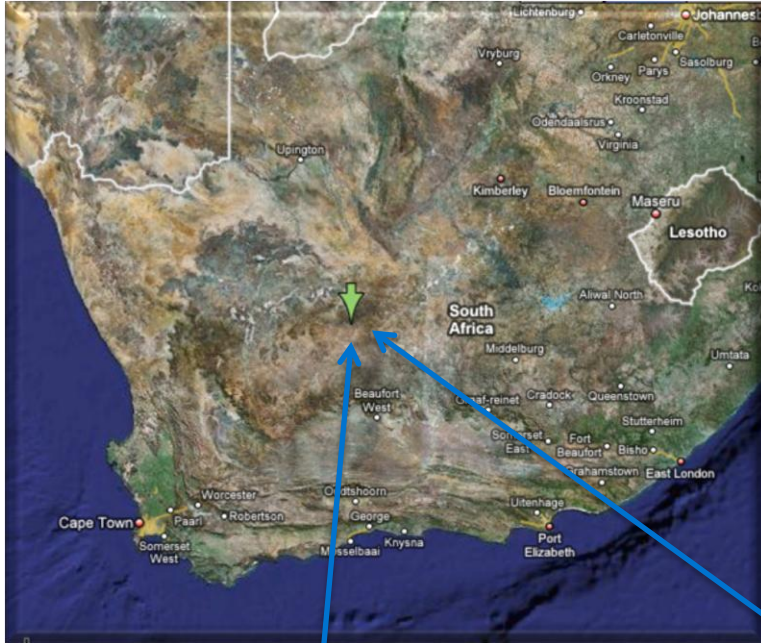 Lichtenburg
Johannesb
Carletonville
Vryburg
Sasolburg
Parys
Orkney
Kroonstad
Odendaalsrus
Virginia
Upington
Kimberley
Bloemfontein
Maseru
Lesotho
Aliwal North
South
Africa
Middelburg
Umtata
Beaufort
West
Graaf-reinet
Cradock
Queenstown
Stutterheim
Somerset
East
Fort
Beaufort
Bisho
East London
Grahamstown
Worcester
Oudtshoorn
Uitenhage
Cape Town
Paarl
Robertson
George
Knysna
Mosselbaai
Somerset
West
Port
Elizabeth